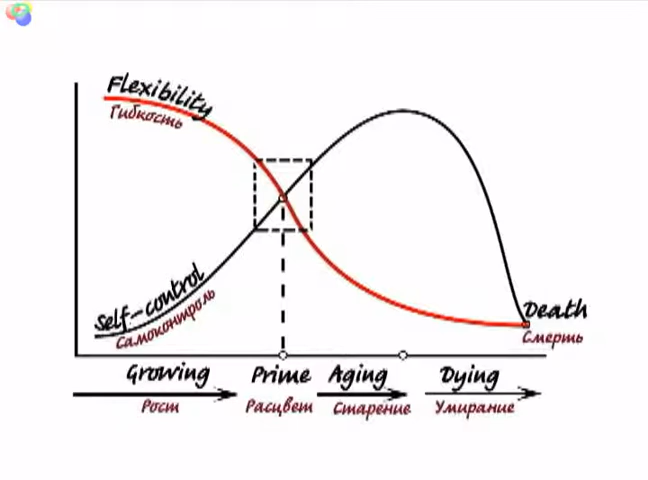 Flexibility
Гибкость
Self-control
Самоконтроль
Death
Смерть
Growing Prime Aging Dying
Рост Расцвет Старение Умирание